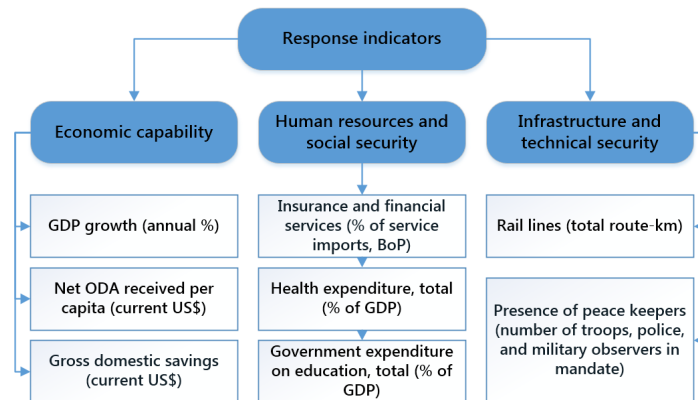 Response indicators
Economic capability
Human resources and
social security
Infrastructure and
technical security
GDP growth (annual %)
Net ODA received per
capita (current US$)
Gross domestic savings
(current US$)
Insurance and financial
services (% of service
imports, BoP)
Health expenditure, total
(% of GDP)
Government expenditure
on education, total (% of
GDP)
Rail lines (total route-km)
Presence of peace keepers
(number of troops, police,
and military observers in
mandate)